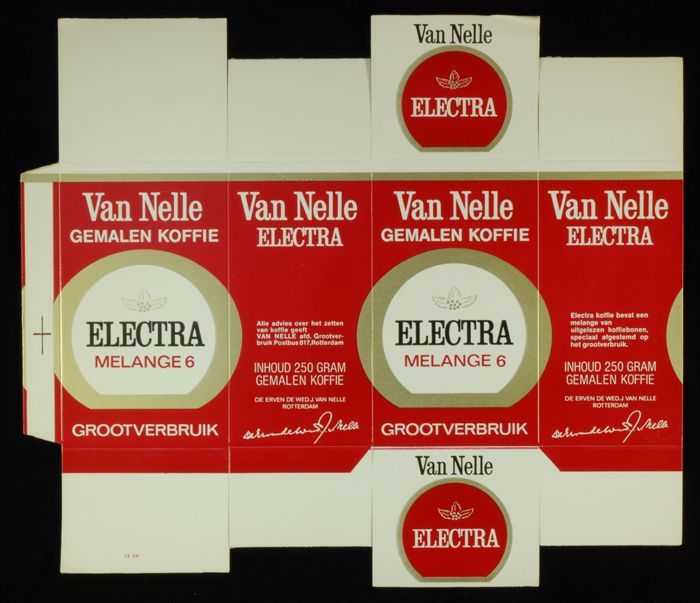 Van Nelle
ELECTRA
Van Nelle
GEMALEN KOFFIE
ELECTRA
MELANGE 6
GROOTVERBRUIK
Van Nelle
ELECTRA
Alle advies over het zetten
van koffie geeft
VAN NELLE afd. Grootver-
bruik Postbus 817, Rotterdam
INHOUD 250 GRAM
GEMALEN KOFFIE
DE ERVEN DE WED.J.VAN NELLE
ROTTERDAM
Van Nelle
GEMALEN KOFFIE
ELECTRA
MELANGE 6
GROOTVERBRUIK
Van Nelle
ELECTRA
Electra koffie bevat een
melange van
uitgelezen koffiebonen,
speciaal afgestemd op
het grootverbruik.
INHOUD 250 GRAM
GEMALEN KOFFIE
DE ERVEN DE WED.J.VAN NELLE
ROTTERDAM
Van Nelle
ELECTRA